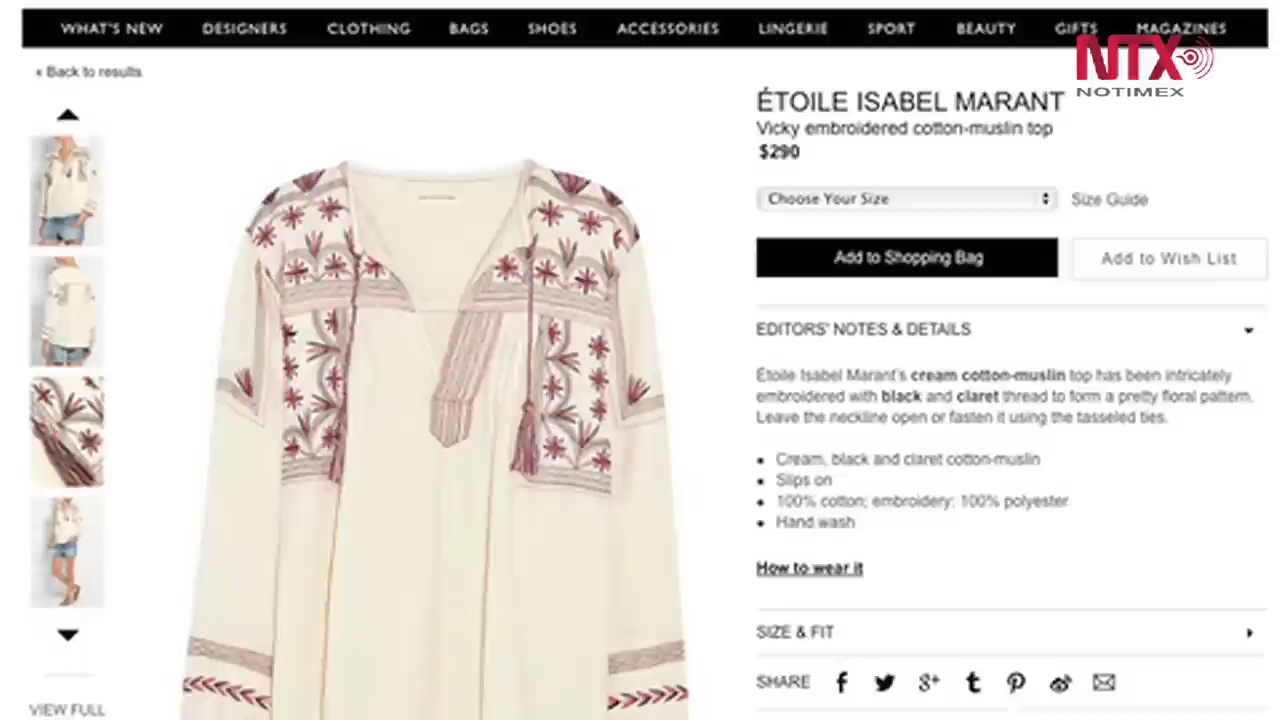 WHAT'S NEW DESIGNERS CLOTHING BAGS SHOES ACCESSORIES LINGERIE SPORT BEAUTY GIFTS MAGAZINES
NTX
NOTIMEX
« Back to results
ÉTOILE ISABEL MARANT
Vicky embroidered cotton-muslin top
$290
Choose Your Size
Size Guide
Add to Shopping Bag
Add to Wish List
EDITORS' NOTES & DETAILS
Étoile Isabel Marant's cream cotton-muslin top has been intricately
embroidered with black and claret thread to form a pretty floral pattern.
Leave the neckline open or fasten it using the tasseled ties.
• Cream, black and claret cotton-muslin
• Slips on
• 100% cotton; embroidery: 100% polyester
• Hand wash
How to wear it
SIZE & FIT
SHARE
VIEW FULL